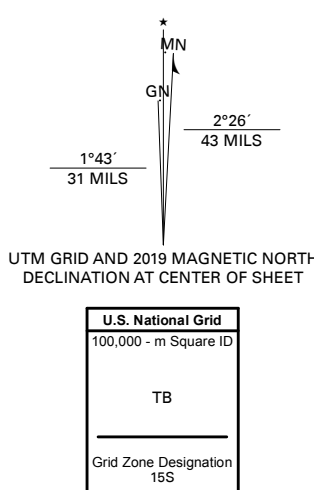 ★
MN
GN
2°26´
43 MILS
1°43´
31 MILS
UTM GRID AND 2019 MAGNETIC NORTH
DECLINATION AT CENTER OF SHEET
U.S. National Grid
100,000 - m Square ID
TB
Grid Zone Designation
15S